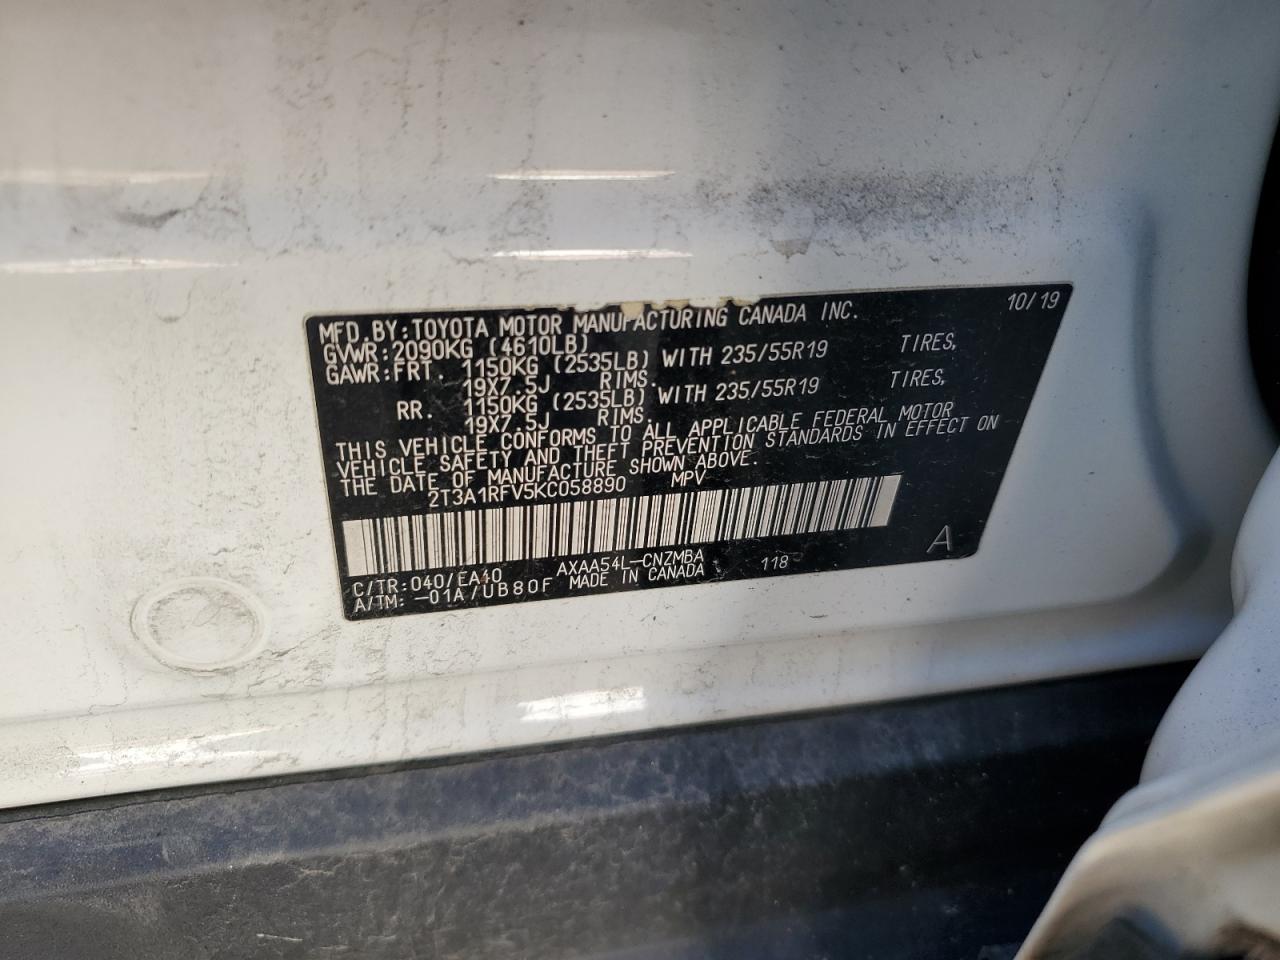 10/19
MFD.BY:TOYOTA MOTOR MANUFACTURING CANADA INC.
GVWR:2090KG (4610LB)
GAWR:FRT. 1150KG (2535LB) WITH 235/55R19 TIRES,
19X7.5J RIMS.
RR. 1150KG (2535LB) WITH 235/55R19 TIRES,
19X7.5J RIMS.
THIS VEHICLE CONFORMS TO ALL APPLICABLE FEDERAL MOTOR
VEHICLE SAFETY AND THEFT PREVENTION STANDARDS IN EFFECT ON
THE DATE OF MANUFACTURE SHOWN ABOVE.
2T3A1RFV5KC058890 MPV
C/TR:040/EA40 AXAA54L-CNZMBA 118 A
A/TM:-01A/UB80F MADE IN CANADA